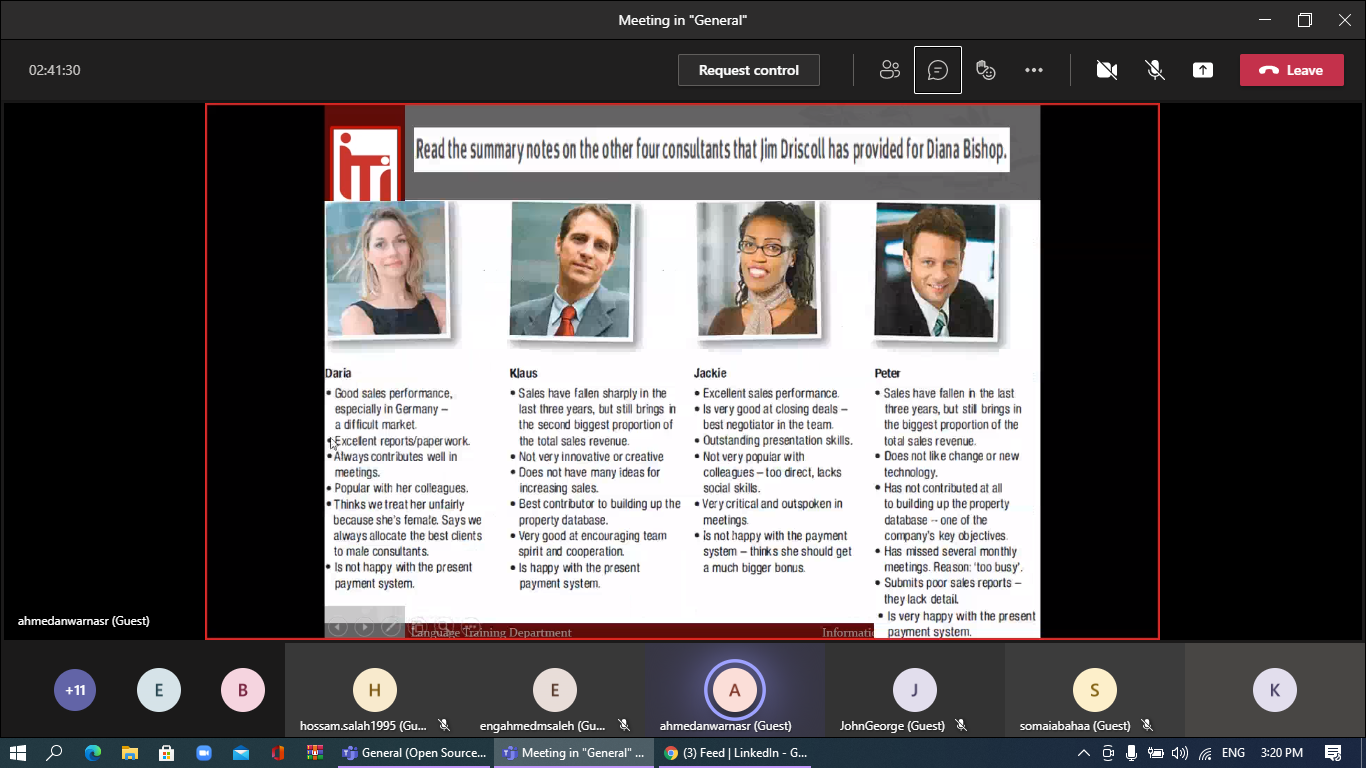 Meeting in "General"
02:41:30
Request control
Leave
iTi
Read the summary notes on the other four consultants that Jim Driscoll has provided for Diana Bishop.
Daria
• Good sales performance,
especially in Germany –
a difficult market.
• Excellent reports/paperwork.
• Always contributes well in
meetings.
• Popular with her colleagues.
• Thinks we treat her unfairly
because she's female. Says we
always allocate the best clients
to male consultants.
• Is not happy with the present
payment system.
Klaus
• Sales have fallen sharply in the
last three years, but still brings in
the second biggest proportion of
the total sales revenue.
• Not very innovative or creative
• Does not have many ideas for
increasing sales.
• Best contributor to building up the
property database.
• Very good at encouraging team
spirit and cooperation.
• Is happy with the present
payment system.
Jackie
• Excellent sales performance.
• Is very good at closing deals –
best negotiator in the team.
• Outstanding presentation skills.
• Not very popular with
colleagues – too direct, lacks
social skills.
• Very critical and outspoken in
meetings.
• Is not happy with the payment
system – thinks she should get
a much bigger bonus.
Peter
• Sales have fallen in the last
three years, but still brings in
the biggest proportion of the
total sales revenue.
• Does not like change or new
technology.
• Has not contributed at all
to building up the property
database -- one of the
company's key objectives.
• Has missed several monthly
meetings. Reason: 'too busy'.
• Submits poor sales reports –
they lack detail.
• Is very happy with the present
payment system.
Language Training Department
Informatio
ahmedanwarnasr (Guest)
+11
E
B
H
hossam.salah1995 (Gu...
E
engahmedmsaleh (Gu...
A
ahmedanwarnasr (Guest)
J
JohnGeorge (Guest)
S
somaiabahaa (Guest)
K
General (Open Source...
Meeting in "General" ...
(3) Feed | LinkedIn - G...
ENG
3:20 PM